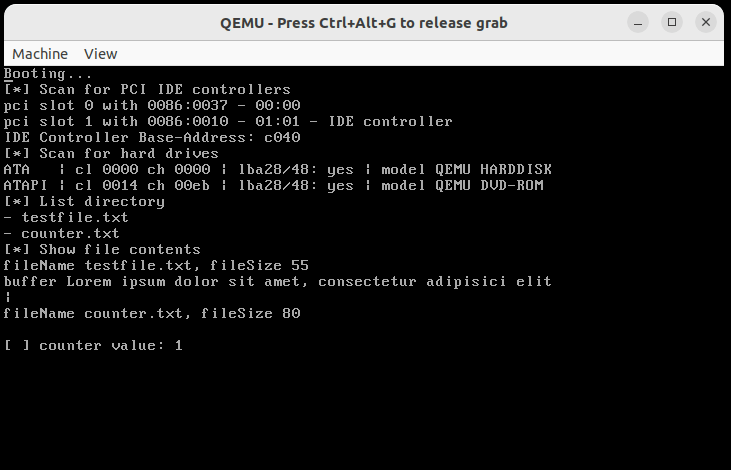 QEMU - Press Ctrl+Alt+G to release grab
Machine View
Booting...
[*] Scan for PCI IDE controllers
pci slot 0 with 0086:0037 - 00:00
pci slot 1 with 0086:0010 - 01:01 - IDE controller
IDE Controller Base-Address: c040
[*] Scan for hard drives
ATA   | cl 0000 ch 0000 | lba28/48: yes | model QEMU HARDDISK
ATAPI | cl 0014 ch 00eb | lba28/48: yes | model QEMU DVD-ROM
[*] List directory
- testfile.txt
- counter.txt
[*] Show file contents
fileName testfile.txt, fileSize 55
buffer Lorem ipsum dolor sit amet, consectetur adipisici elit
|
fileName counter.txt, fileSize 80
[ ] counter value: 1